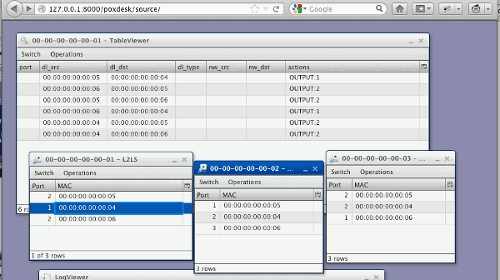 127.0.0.1:8000/poxdesk/source/ Google
00-00-00-00-00-01 - TableViewer
Switch Operations
port dl_src dl_dst dl_type nw_src nw_dst actions
00:00:00:00:00:05 00:00:00:00:00:04 OUTPUT:1
00:00:00:00:00:06 00:00:00:00:00:05 OUTPUT:2
00:00:00:00:00:05 00:00:00:00:00:06 OUTPUT:2
00:00:00:00:00:06 00:00:00:00:00:04 OUTPUT:1
00:00:00:00:00:04 00:00:00:00:00:05 OUTPUT:2
00:00:00:00:00:04 00:00:00:00:00:06 OUTPUT:2
6
00-00-00-00-00-01 - L2LS
Switch Operations
Port MAC
2 00:00:00:00:00:05
1 00:00:00:00:00:04
2 00:00:00:00:00:06
1 of 3 rows
00-00-00-00-00-02 - ...
Switch Operations
Port MAC
1 00:00:00:00:00:05
2 00:00:00:00:00:04
3 00:00:00:00:00:06
3 rows
00-00-00-00-00-03 - ...
Switch Operations
Port MAC
2 00:00:00:00:00:05
2 00:00:00:00:00:04
1 00:00:00:00:00:06
3 rows
LogViewer